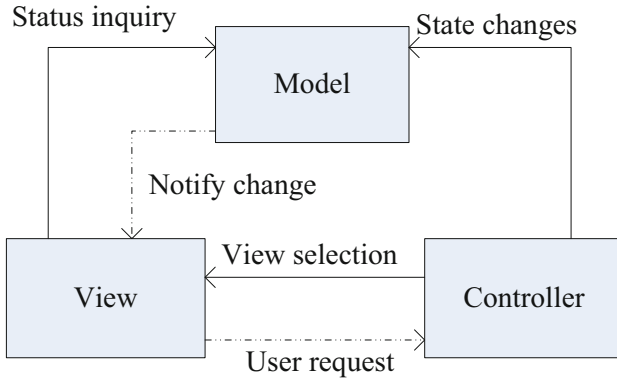 Status inquiry
State changes
Model
Notify change
View selection
View
Controller
User request